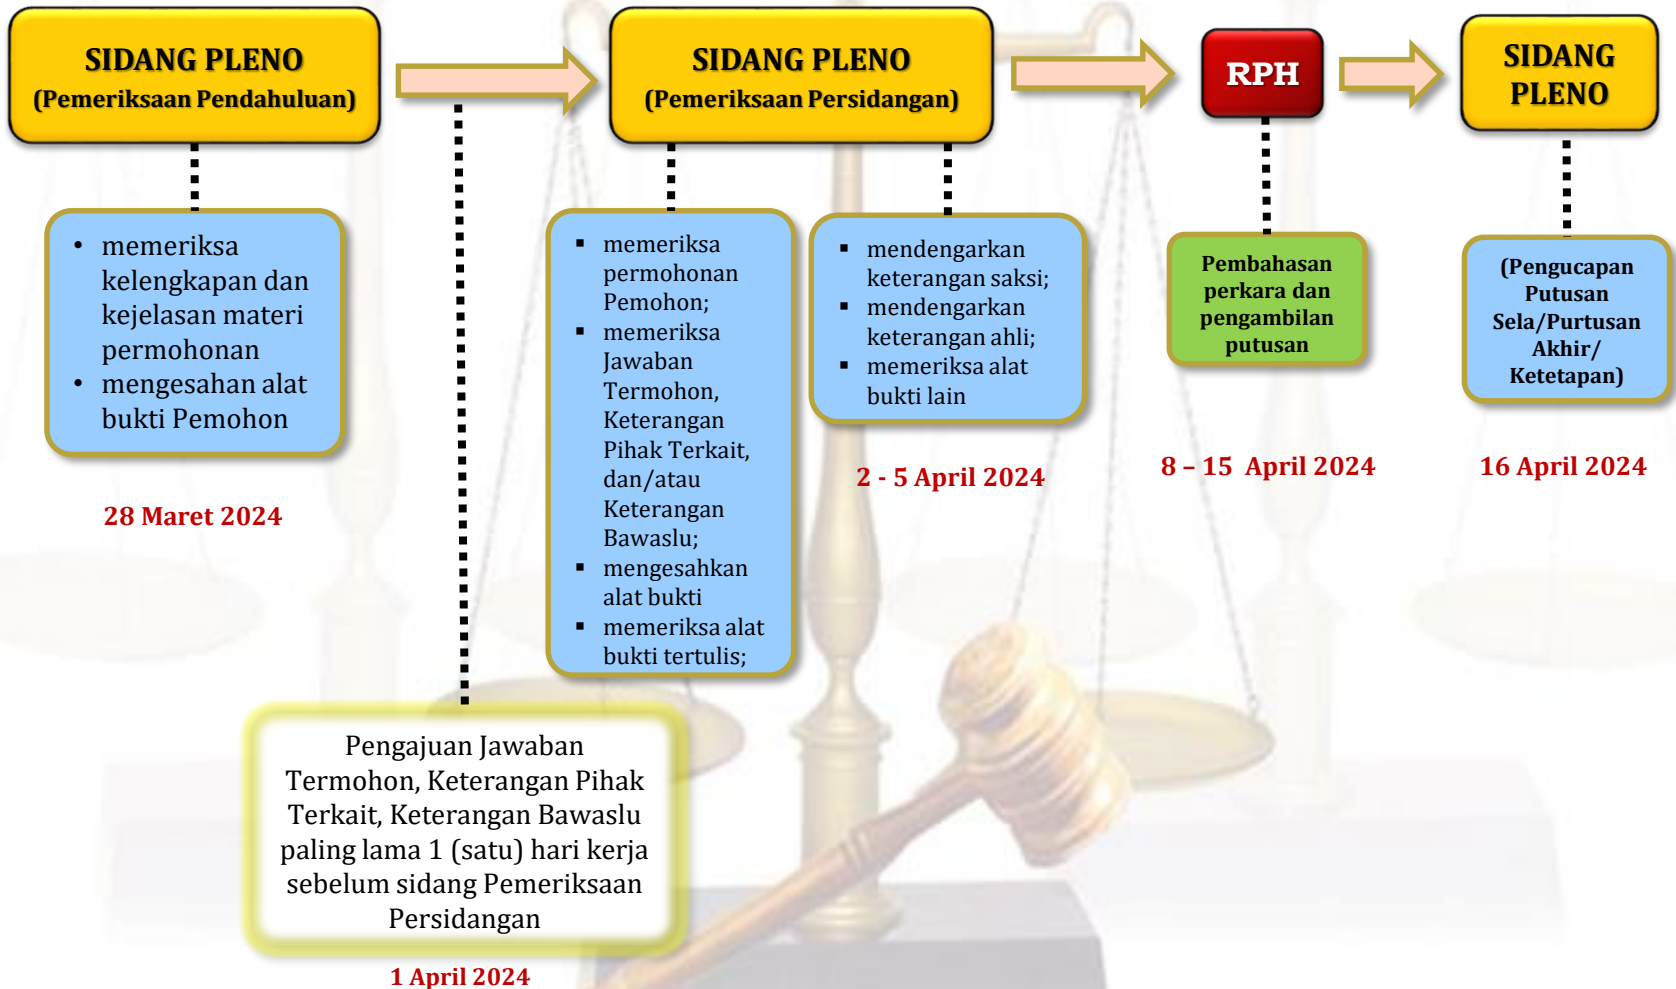 SIDANG PLENO
(Pemeriksaan Pendahuluan)
• memeriksa
kelengkapan dan
kejelasan materi
permohonan
• mengesahan alat
bukti Pemohon
28 Maret 2024
Pengajuan Jawaban
Termohon, Keterangan Pihak
Terkait, Keterangan Bawaslu
paling lama 1 (satu) hari kerja
sebelum sidang Pemeriksaan
Persidangan
1 April 2024
SIDANG PLENO
(Pemeriksaan Persidangan)
▪ memeriksa
permohonan
Pemohon;
▪ memeriksa
Jawaban
Termohon,
Keterangan
Pihak Terkait,
dan/atau
Keterangan
Bawaslu;
▪ mengesahkan
alat bukti
▪ memeriksa alat
bukti tertulis;
▪ mendengarkan
keterangan saksi;
▪ mendengarkan
keterangan ahli;
▪ memeriksa alat
bukti lain
2 - 5 April 2024
RPH
Pembahasan
perkara dan
pengambilan
putusan
8 – 15 April 2024
SIDANG
PLENO
(Pengucapan
Putusan
Sela/Purtusan
Akhir/
Ketetapan)
16 April 2024